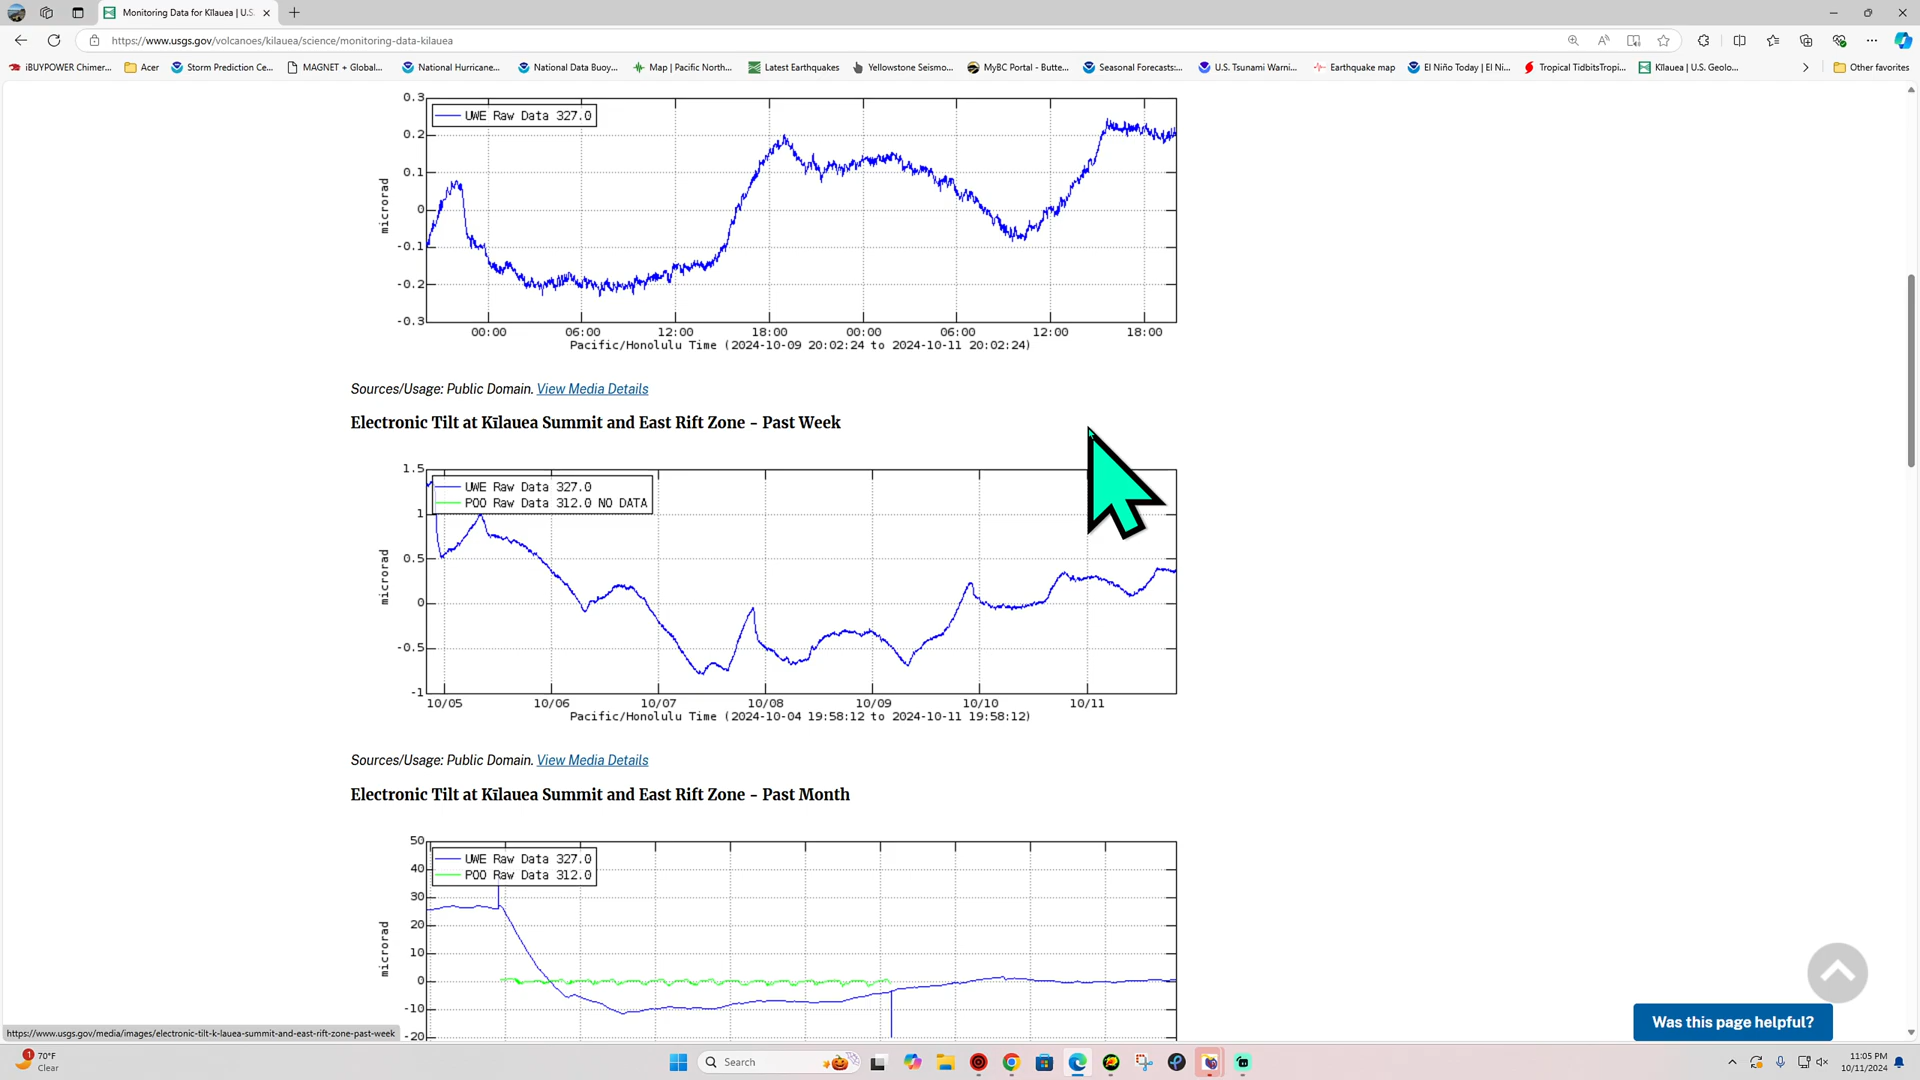 Monitoring Data for Kīlauea | U.S.
https://www.usgs.gov/volcanoes/kilauea/science/monitoring-data-kilauea
iBUYPOWER Chimer... Acer Storm Prediction Ce... MAGNET + Global... National Hurricane... National Data Buoy... Map | Pacific North... Latest Earthquakes Yellowstone Seismo... MyBC Portal - Butte... Seasonal Forecasts:... U.S. Tsunami Warni... Earthquake map El Niño Today | El Ni... Tropical TidbitsTropi... Kīlauea | U.S. Geolo... Other favorites
UWE Raw Data 327.0
0.3
0.2
0.1
0
-0.1
-0.2
-0.3
microrad
00:00 06:00 12:00 18:00 00:00 06:00 12:00 18:00
Pacific/Honolulu Time (2024-10-09 20:02:24 to 2024-10-11 20:02:24)
Sources/Usage: Public Domain. View Media Details
Electronic Tilt at Kīlauea Summit and East Rift Zone - Past Week
UWE Raw Data 327.0
POO Raw Data 312.0 NO DATA
1.5
1
0.5
0
-0.5
-1
microrad
10/05 10/06 10/07 10/08 10/09 10/10 10/11
Pacific/Honolulu Time (2024-10-04 19:58:12 to 2024-10-11 19:58:12)
Sources/Usage: Public Domain. View Media Details
Electronic Tilt at Kīlauea Summit and East Rift Zone - Past Month
UWE Raw Data 327.0
POO Raw Data 312.0
50
40
30
20
10
0
-10
-20
microrad
Was this page helpful?
https://www.usgs.gov/media/images/electronic-tilt-k-lauea-summit-and-east-rift-zone-past-week
1
70°F
Clear
Search
11:05 PM
10/11/2024